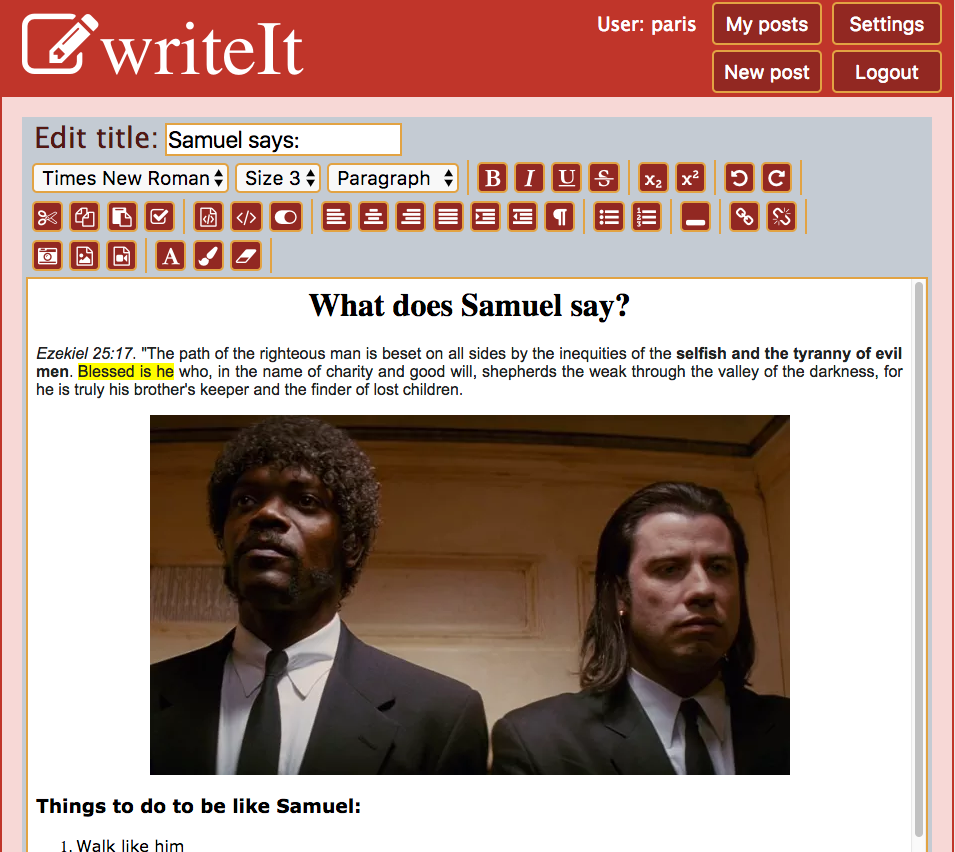 writeIt
User: paris
My posts
Settings
New post
Logout
Edit title: Samuel says:
Times New Roman
Size 3
Paragraph
B I U S x2 x2
A
What does Samuel say?
Ezekiel 25:17. "The path of the righteous man is beset on all sides by the inequities of the selfish and the tyranny of evil
men. Blessed is he who, in the name of charity and good will, shepherds the weak through the valley of the darkness, for
he is truly his brother's keeper and the finder of lost children.
Things to do to be like Samuel:
1. Walk like him